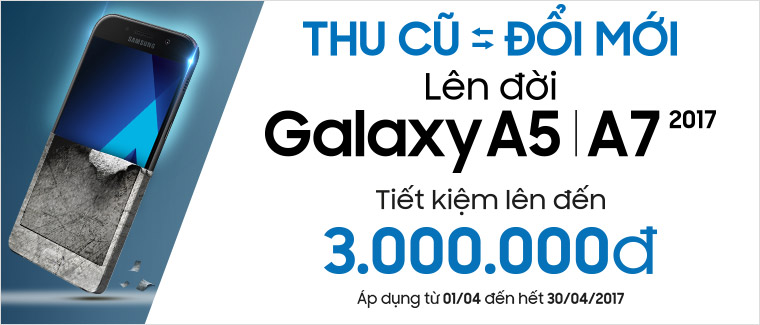 SAMSUNG
THU CŨ ⇆ ĐỔI MỚI
Lên đời
Galaxy A5 | A7 2017
Tiết kiệm lên đến
3.000.000đ
Áp dụng từ 01/04 đến hết 30/04/2017